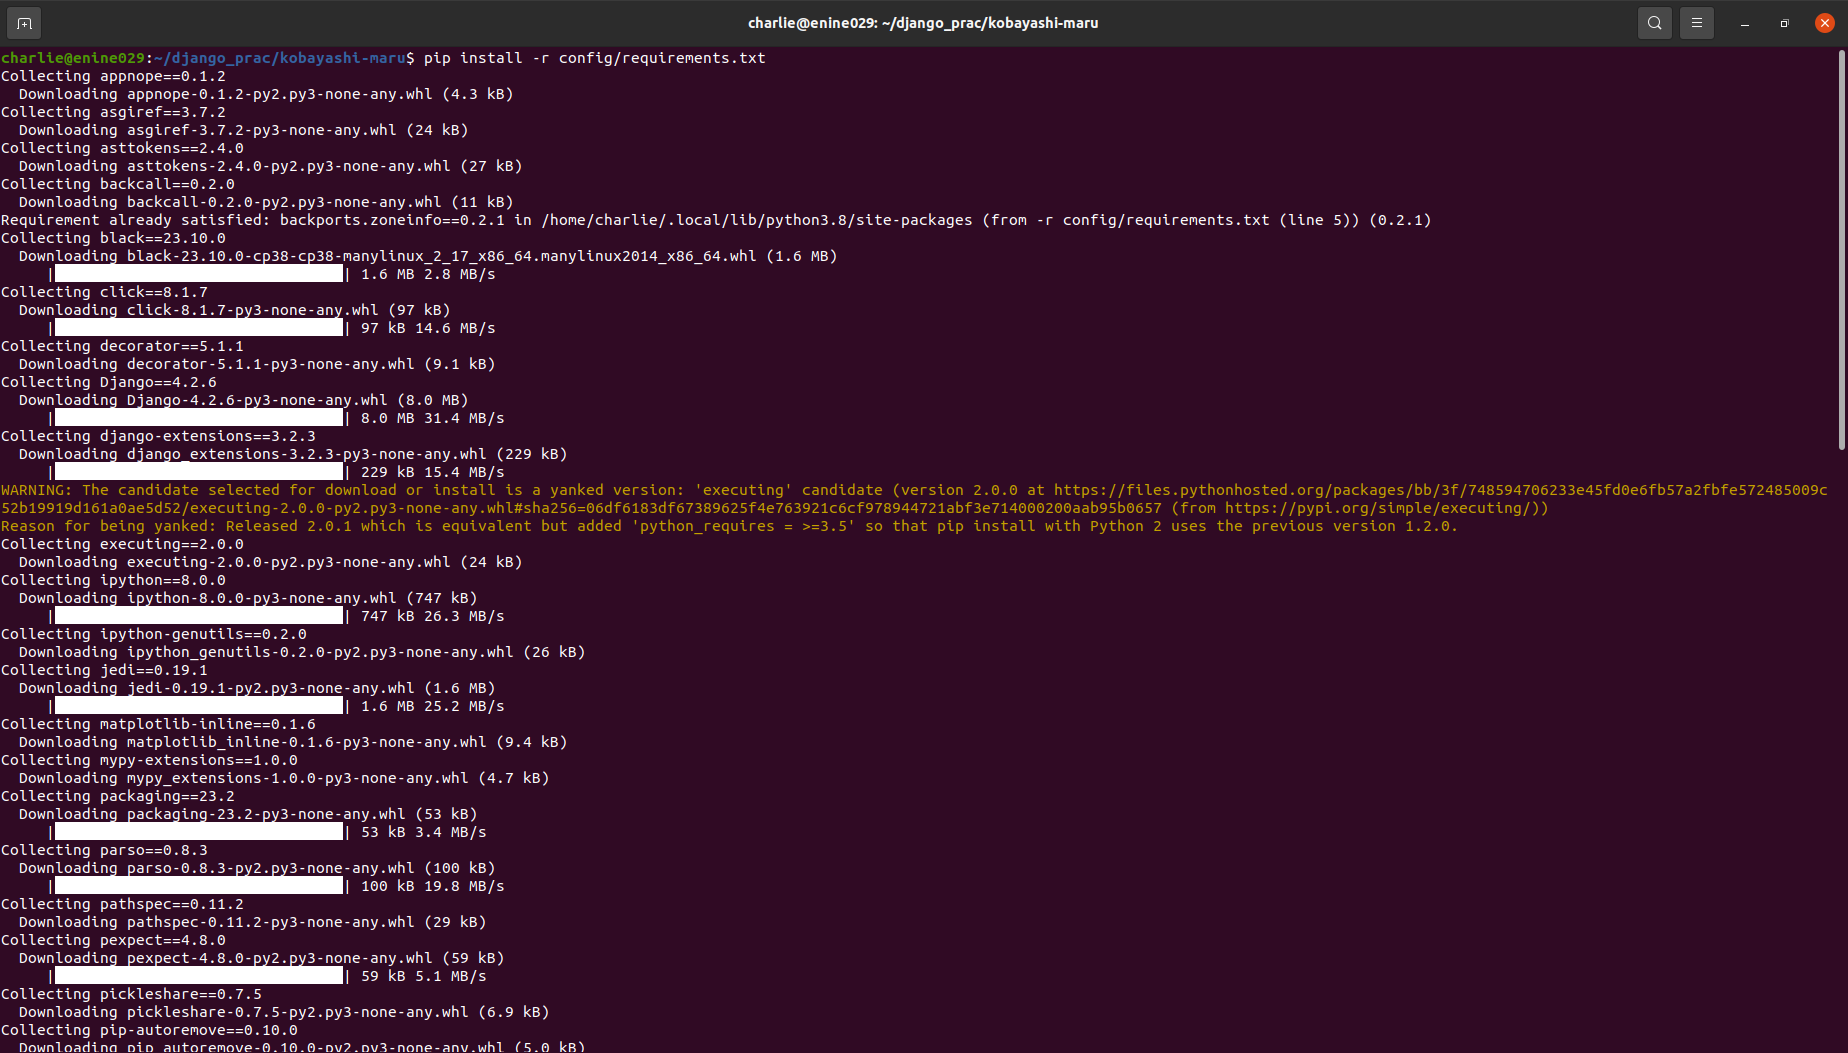 charlie@enine029: ~/django_prac/kobayashi-maru
charlie@enine029:~/django_prac/kobayashi-maru$ pip install -r config/requirements.txt
Collecting appnope==0.1.2
  Downloading appnope-0.1.2-py2.py3-none-any.whl (4.3 kB)
Collecting asgiref==3.7.2
  Downloading asgiref-3.7.2-py3-none-any.whl (24 kB)
Collecting asttokens==2.4.0
  Downloading asttokens-2.4.0-py2.py3-none-any.whl (27 kB)
Collecting backcall==0.2.0
  Downloading backcall-0.2.0-py2.py3-none-any.whl (11 kB)
Requirement already satisfied: backports.zoneinfo==0.2.1 in /home/charlie/.local/lib/python3.8/site-packages (from -r config/requirements.txt (line 5)) (0.2.1)
Collecting black==23.10.0
  Downloading black-23.10.0-cp38-cp38-manylinux_2_17_x86_64.manylinux2014_x86_64.whl (1.6 MB)
| | 1.6 MB 2.8 MB/s
Collecting click==8.1.7
  Downloading click-8.1.7-py3-none-any.whl (97 kB)
| | 97 kB 14.6 MB/s
Collecting decorator==5.1.1
  Downloading decorator-5.1.1-py3-none-any.whl (9.1 kB)
Collecting Django==4.2.6
  Downloading Django-4.2.6-py3-none-any.whl (8.0 MB)
| | 8.0 MB 31.4 MB/s
Collecting django-extensions==3.2.3
  Downloading django_extensions-3.2.3-py3-none-any.whl (229 kB)
| | 229 kB 15.4 MB/s
WARNING: The candidate selected for download or install is a yanked version: 'executing' candidate (version 2.0.0 at https://files.pythonhosted.org/packages/bb/3f/748594706233e45fd0e6fb57a2fbfe572485009c
52b19919d161a0ae5d52/executing-2.0.0-py2.py3-none-any.whl#sha256=06df6183df67389625f4e763921c6cf978944721abf3e714000200aab95b0657 (from https://pypi.org/simple/executing/))
Reason for being yanked: Released 2.0.1 which is equivalent but added 'python_requires = >=3.5' so that pip install with Python 2 uses the previous version 1.2.0.
Collecting executing==2.0.0
  Downloading executing-2.0.0-py2.py3-none-any.whl (24 kB)
Collecting ipython==8.0.0
  Downloading ipython-8.0.0-py3-none-any.whl (747 kB)
| | 747 kB 26.3 MB/s
Collecting ipython-genutils==0.2.0
  Downloading ipython_genutils-0.2.0-py2.py3-none-any.whl (26 kB)
Collecting jedi==0.19.1
  Downloading jedi-0.19.1-py2.py3-none-any.whl (1.6 MB)
| | 1.6 MB 25.2 MB/s
Collecting matplotlib-inline==0.1.6
  Downloading matplotlib_inline-0.1.6-py3-none-any.whl (9.4 kB)
Collecting mypy-extensions==1.0.0
  Downloading mypy_extensions-1.0.0-py3-none-any.whl (4.7 kB)
Collecting packaging==23.2
  Downloading packaging-23.2-py3-none-any.whl (53 kB)
| | 53 kB 3.4 MB/s
Collecting parso==0.8.3
  Downloading parso-0.8.3-py2.py3-none-any.whl (100 kB)
| | 100 kB 19.8 MB/s
Collecting pathspec==0.11.2
  Downloading pathspec-0.11.2-py3-none-any.whl (29 kB)
Collecting pexpect==4.8.0
  Downloading pexpect-4.8.0-py2.py3-none-any.whl (59 kB)
| | 59 kB 5.1 MB/s
Collecting pickleshare==0.7.5
  Downloading pickleshare-0.7.5-py2.py3-none-any.whl (6.9 kB)
Collecting pip-autoremove==0.10.0
  Downloading pip_autoremove-0.10.0-py2.py3-none-any.whl (5.0 kB)